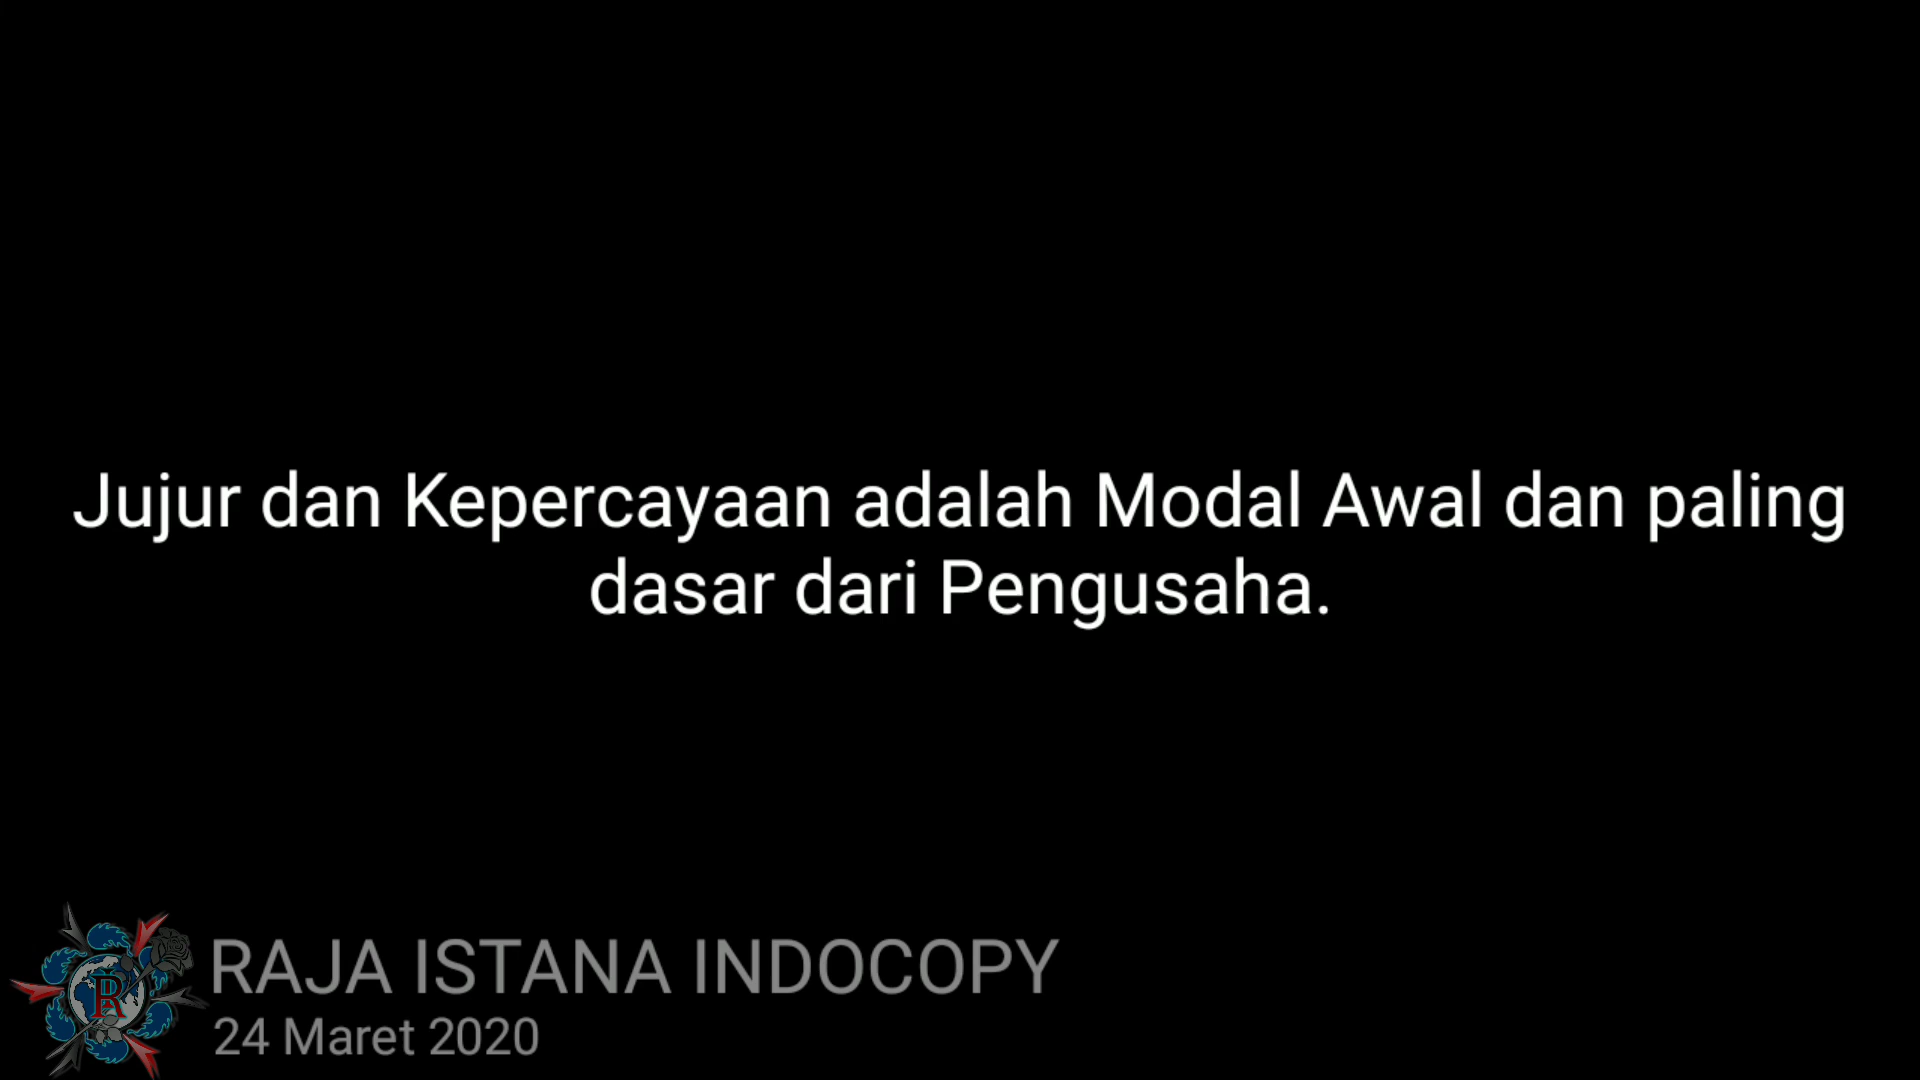 Jujur dan Kepercayaan adalah Modal Awal dan paling
dasar dari Pengusaha.
RAJA ISTANA INDOCOPY
24 Maret 2020
R